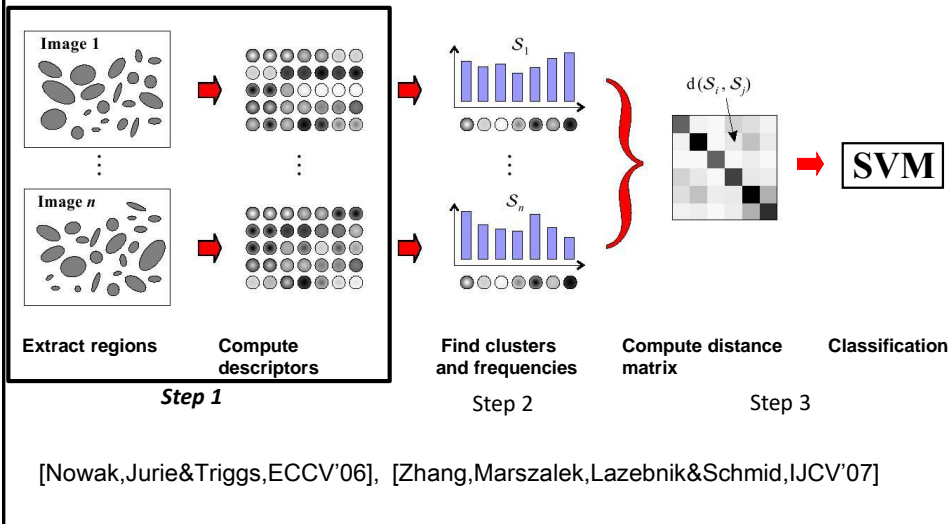 Image 1
S₁
d(Sᵢ, Sⱼ)
⋮
⋮
SVM
Image n
Sₙ
Extract regions
Compute
descriptors
Find clusters
and frequencies
Compute distance
matrix
Classification
Step 1
Step 2
Step 3
[Nowak,Jurie&Triggs,ECCV’06], [Zhang,Marszalek,Lazebnik&Schmid,IJCV’07]